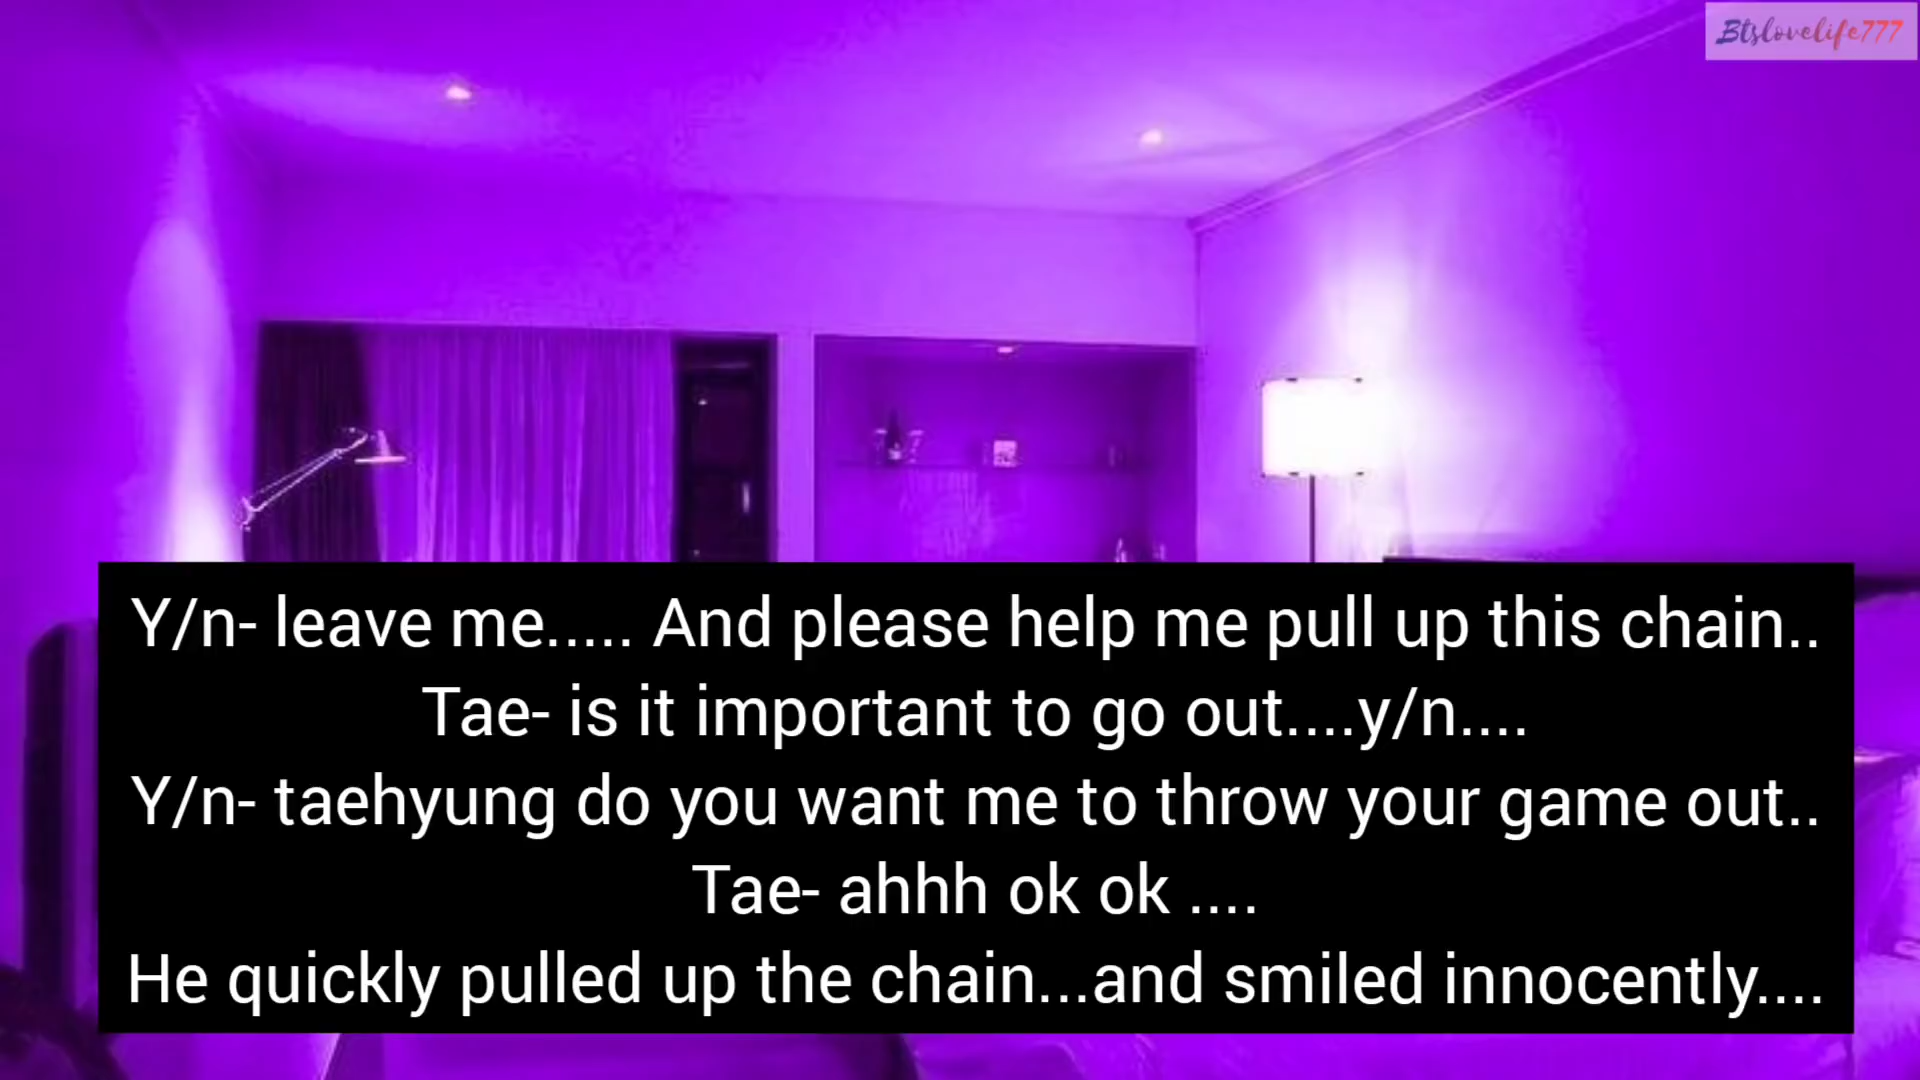 Btslovelife777
Y/n- leave me..... And please help me pull up this chain..
Tae- is it important to go out....y/n....
Y/n- taehyung do you want me to throw your game out..
Tae- ahhh ok ok ....
He quickly pulled up the chain...and smiled innocently....